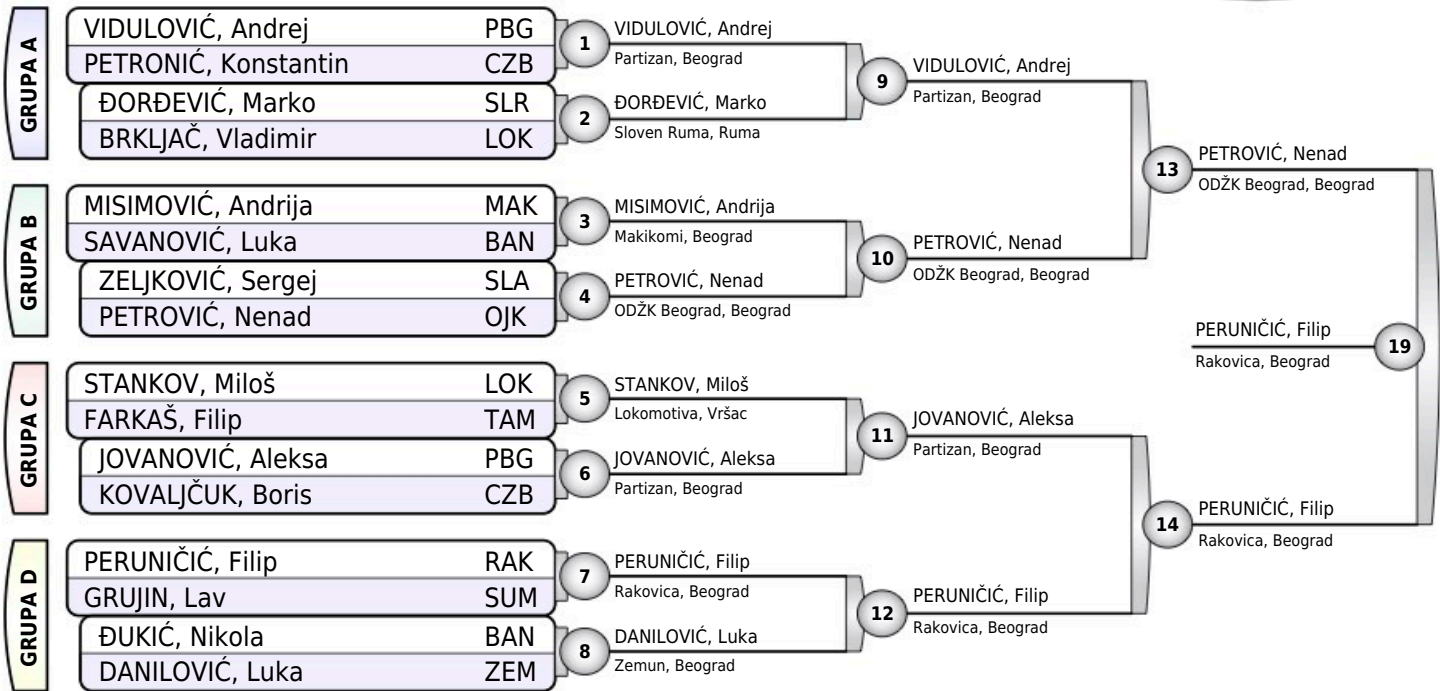 GRUPA A
VIDULOVIĆ, Andrej PBG
PETRONIĆ, Konstantin CZB
ĐORĐEVIĆ, Marko SLR
BRKLJAČ, Vladimir LOK
GRUPA B
MISIMOVIĆ, Andrija MAK
SAVANOVIĆ, Luka BAN
ZELJKOVIĆ, Sergej SLA
PETROVIĆ, Nenad OJK
GRUPA C
STANKOV, Miloš LOK
FARKAŠ, Filip TAM
JOVANOVIĆ, Aleksa PBG
KOVALJČUK, Boris CZB
GRUPA D
PERUNIČIĆ, Filip RAK
GRUJIN, Lav SUM
ĐUKIĆ, Nikola BAN
DANILOVIĆ, Luka ZEM
1
VIDULOVIĆ, Andrej
Partizan, Beograd
2
ĐORĐEVIĆ, Marko
Sloven Ruma, Ruma
3
MISIMOVIĆ, Andrija
Makikomi, Beograd
4
PETROVIĆ, Nenad
ODŽK Beograd, Beograd
5
STANKOV, Miloš
Lokomotiva, Vršac
6
JOVANOVIĆ, Aleksa
Partizan, Beograd
7
PERUNIČIĆ, Filip
Rakovica, Beograd
8
DANILOVIĆ, Luka
Zemun, Beograd
9
VIDULOVIĆ, Andrej
Partizan, Beograd
10
PETROVIĆ, Nenad
ODŽK Beograd, Beograd
11
JOVANOVIĆ, Aleksa
Partizan, Beograd
12
PERUNIČIĆ, Filip
Rakovica, Beograd
13
PETROVIĆ, Nenad
ODŽK Beograd, Beograd
14
PERUNIČIĆ, Filip
Rakovica, Beograd
PERUNIČIĆ, Filip
Rakovica, Beograd
19